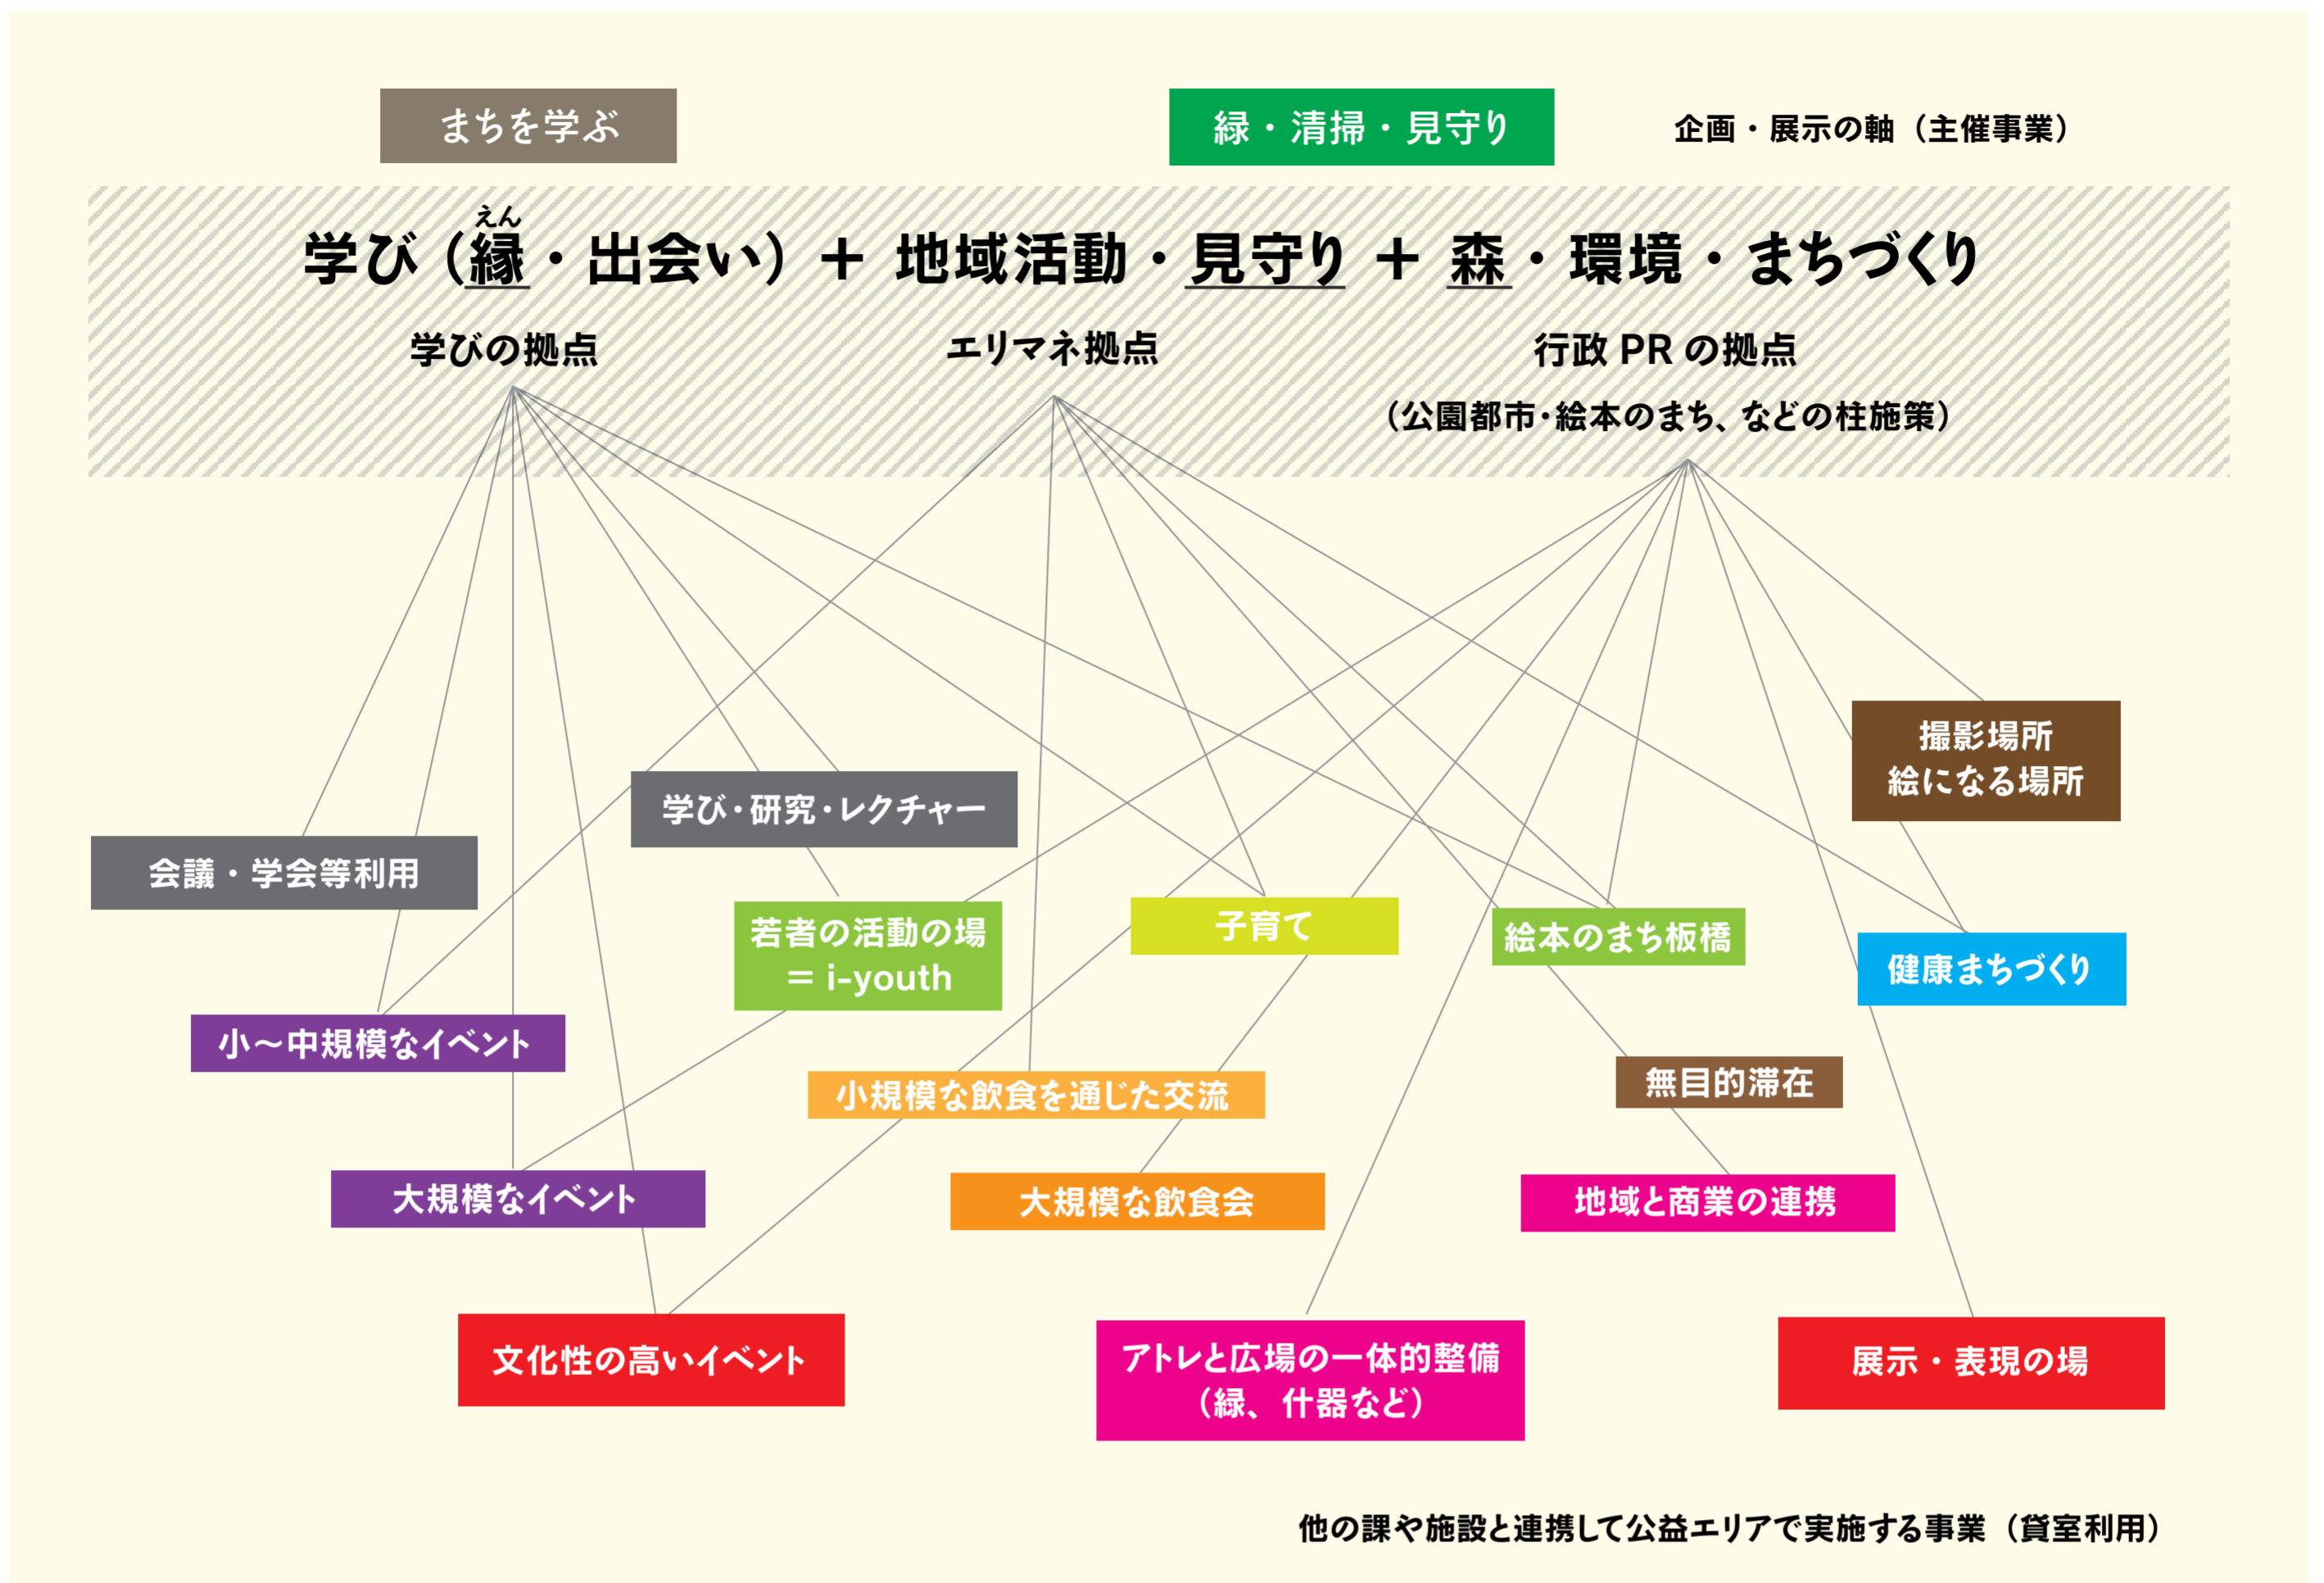 まちを学ぶ
緑・清掃・見守り
企画・展示の軸（主催事業）
えん
学び（縁・出会い）＋ 地域活動・見守り ＋ 森・環境・まちづくり
学びの拠点
エリマネ拠点
行政 PR の拠点
（公園都市・絵本のまち、などの柱施策）
撮影場所
絵になる場所
学び・研究・レクチャー
会議・学会等利用
若者の活動の場
＝ i-youth
子育て
絵本のまち板橋
健康まちづくり
小〜中規模なイベント
小規模な飲食を通じた交流
無目的滞在
大規模なイベント
大規模な飲食会
地域と商業の連携
文化性の高いイベント
アトレと広場の一体的整備
（緑、什器など）
展示・表現の場
他の課や施設と連携して公益エリアで実施する事業（貸室利用）